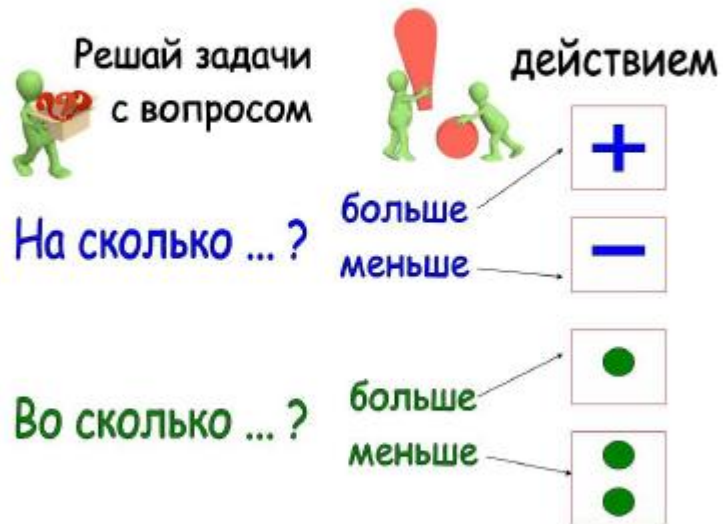 Решай задачи
с вопросом
действием
На сколько ... ?
больше
+
меньше
−
Во сколько ... ?
больше
•
меньше
: